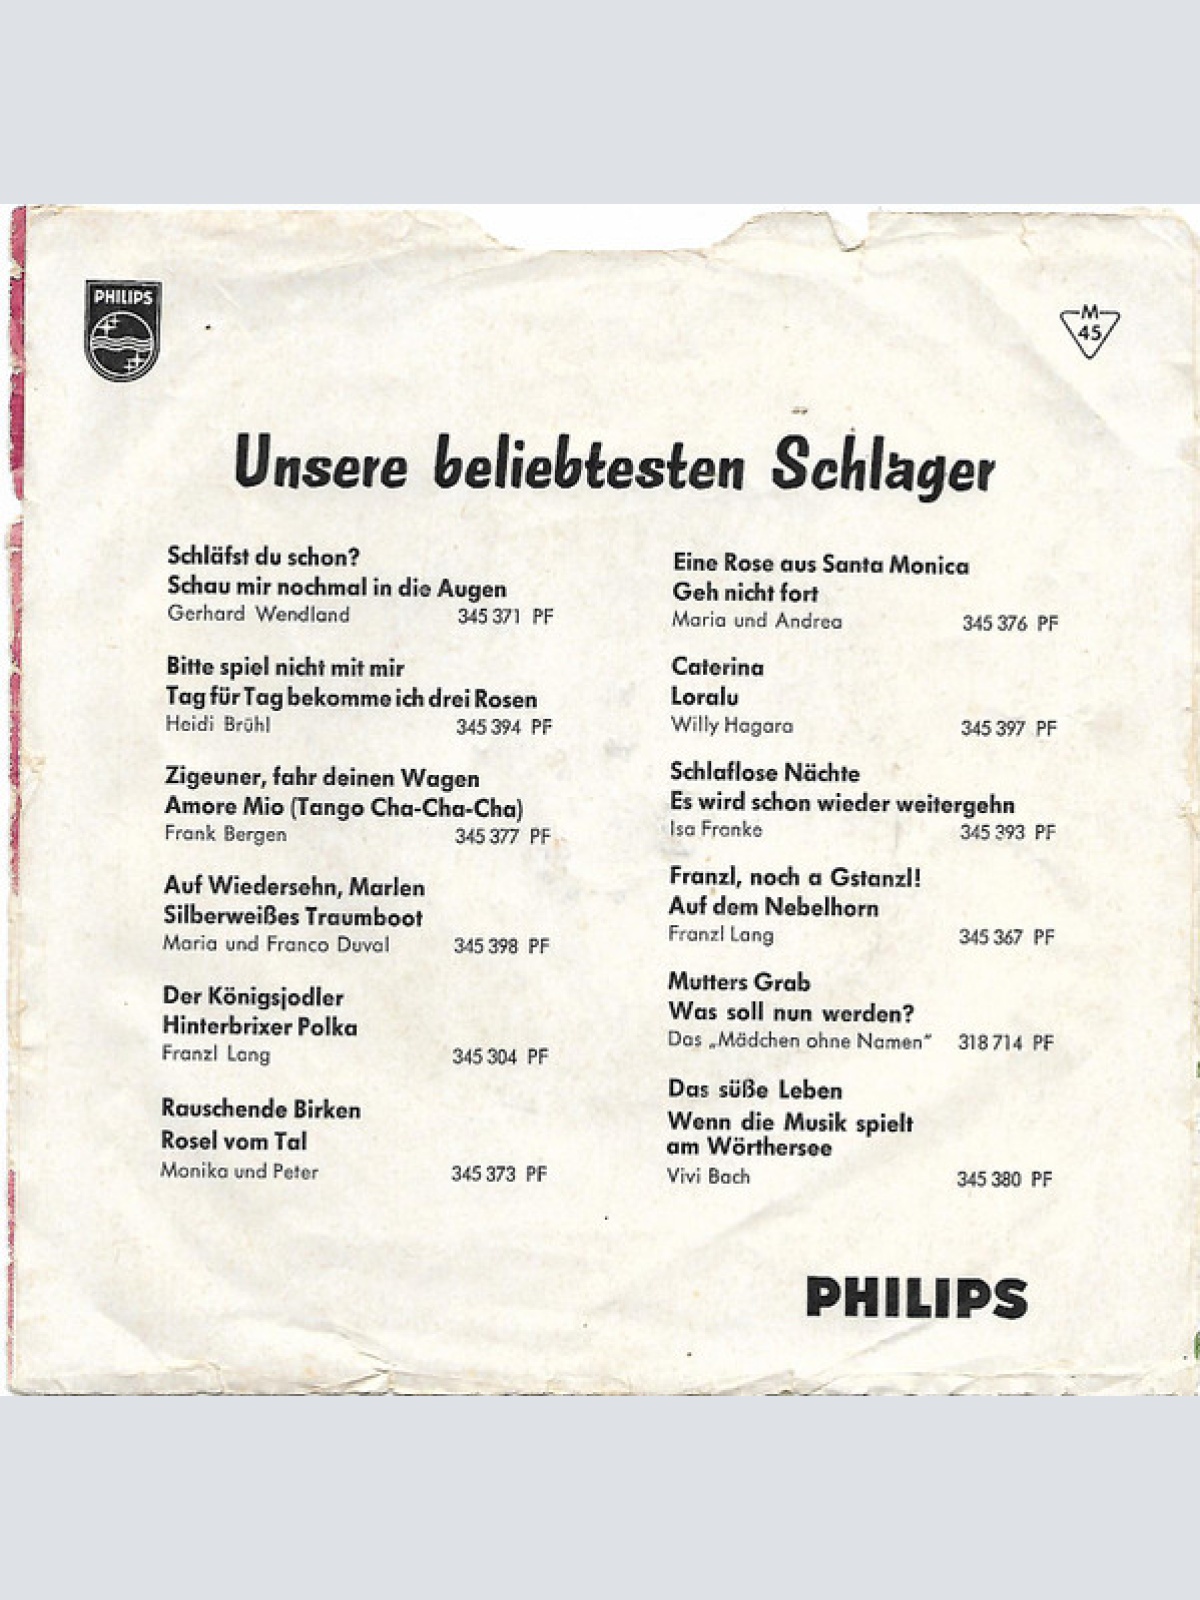 PHILIPS
M
45
Unsere beliebtesten Schlager
Schläfst du schon?
Schau mir nochmal in die Augen
Gerhard Wendland 345 371 PF
Bitte spiel nicht mit mir
Tag für Tag bekomme ich drei Rosen
Heidi Brühl 345 394 PF
Zigeuner, fahr deinen Wagen
Amore Mio (Tango Cha-Cha-Cha)
Frank Bergen 345 377 PF
Auf Wiedersehn, Marlen
Silberweißes Traumboot
Maria und Franco Duval 345 398 PF
Der Königsjodler
Hinterbrixer Polka
Franzl Lang 345 304 PF
Rauschende Birken
Rosel vom Tal
Monika und Peter 345 373 PF
Eine Rose aus Santa Monica
Geh nicht fort
Maria und Andrea 345 376 PF
Caterina
Loralu
Willy Hagara 345 397 PF
Schlaflose Nächte
Es wird schon wieder weitergehn
Isa Franke 345 393 PF
Franzl, noch a Gstanzl!
Auf dem Nebelhorn
Franzl Lang 345 367 PF
Mutters Grab
Was soll nun werden?
Das „Mädchen ohne Namen” 318 714 PF
Das süße Leben
Wenn die Musik spielt
am Wörthersee
Vivi Bach 345 380 PF
PHILIPS